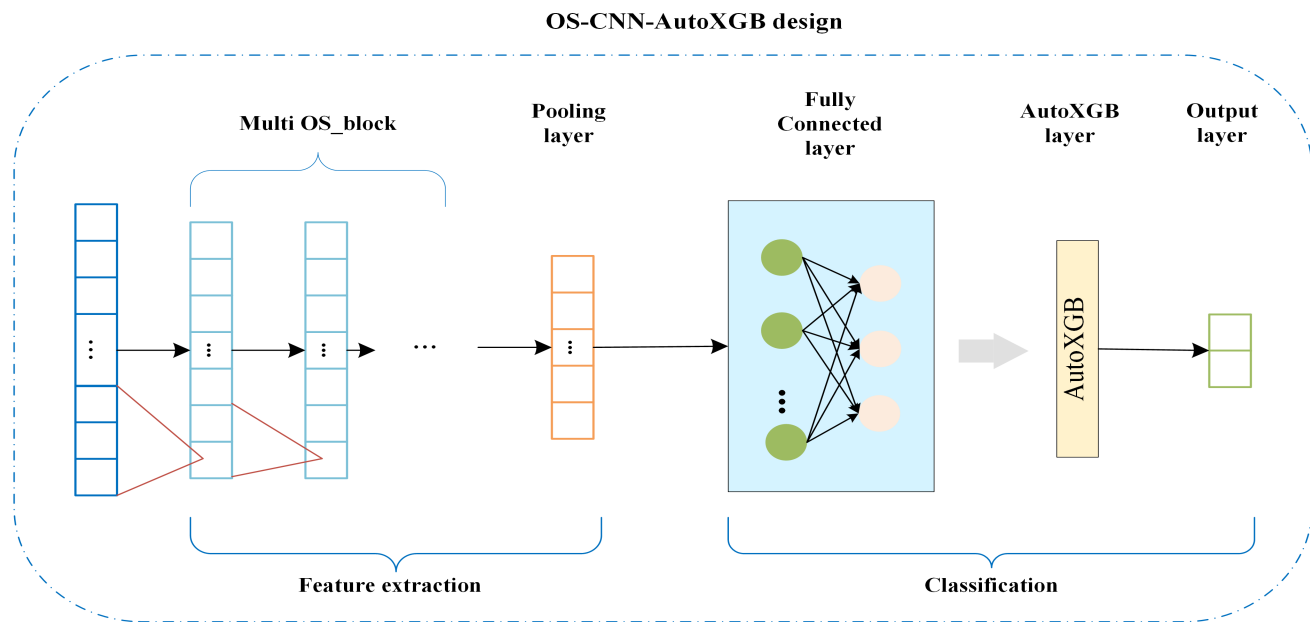 OS-CNN-AutoXGB design
Multi OS_block
Pooling
layer
Fully
Connected
layer
AutoXGB
layer
Output
layer
...
...
...
...
...
...
AutoXGB
Feature extraction
Classification